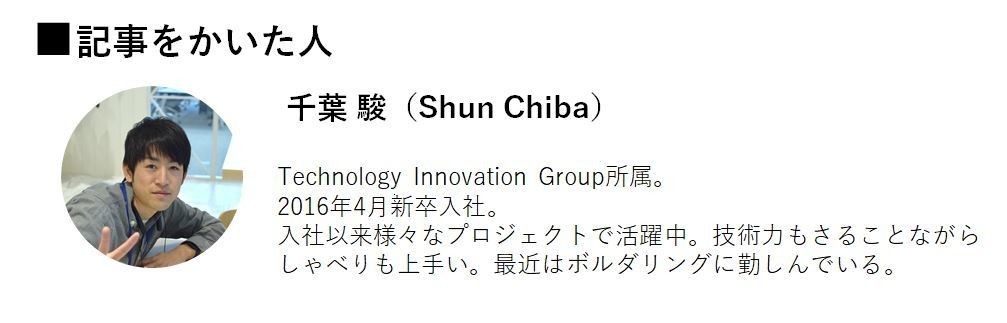 ■記事をかいた人
千葉 駿（Shun Chiba）
Technology Innovation Group所属。
2016年4月新卒入社。
入社以来様々なプロジェクトで活躍中。技術力もさることながら
しゃべりも上手い。最近はボルダリングに勤しんでいる。